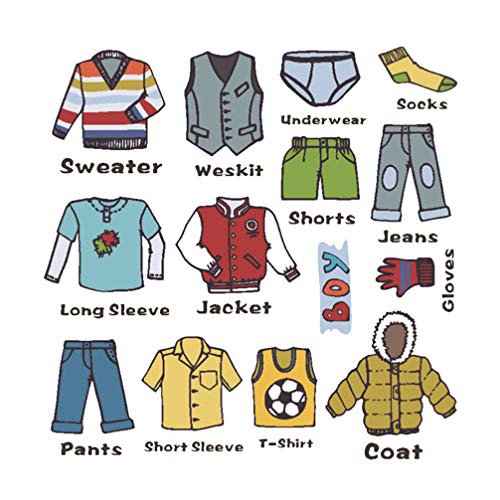 Sweater
Weskit
Underwear
Socks
Shorts
Jeans
Long Sleeve
Jacket
BOY
Gloves
Pants
Short Sleeve
T-Shirt
Coat